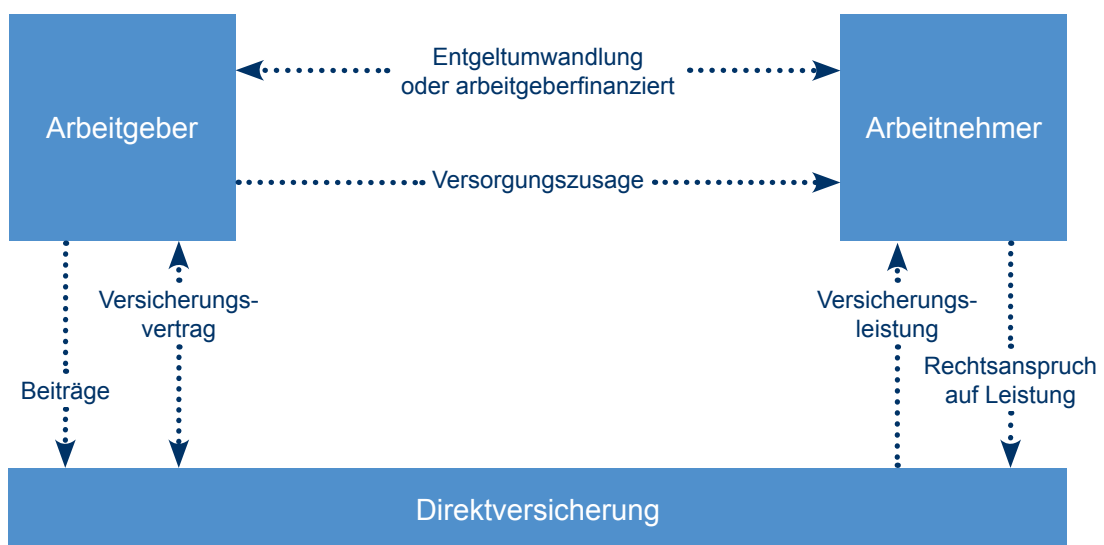 Entgeltumwandlung
oder arbeitgeberfinanziert
Arbeitgeber
Arbeitnehmer
Versorgungszusage
Versicherungs-
vertrag
Versicherungs-
leistung
Beiträge
Rechtsanspruch
auf Leistung
Direktversicherung